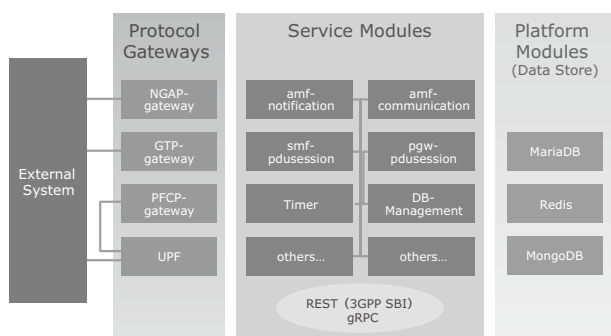 Protocol
Gateways
Service Modules
Platform
Modules
(Data Store)
External
System
NGAP-
gateway
GTP-
gateway
PFCP-
gateway
UPF
amf-
notification
amf-
communication
smf-
pdusession
pgw-
pdusession
Timer
DB-
Management
others...
others...
REST (3GPP SBI)
gRPC
MariaDB
Redis
MongoDB